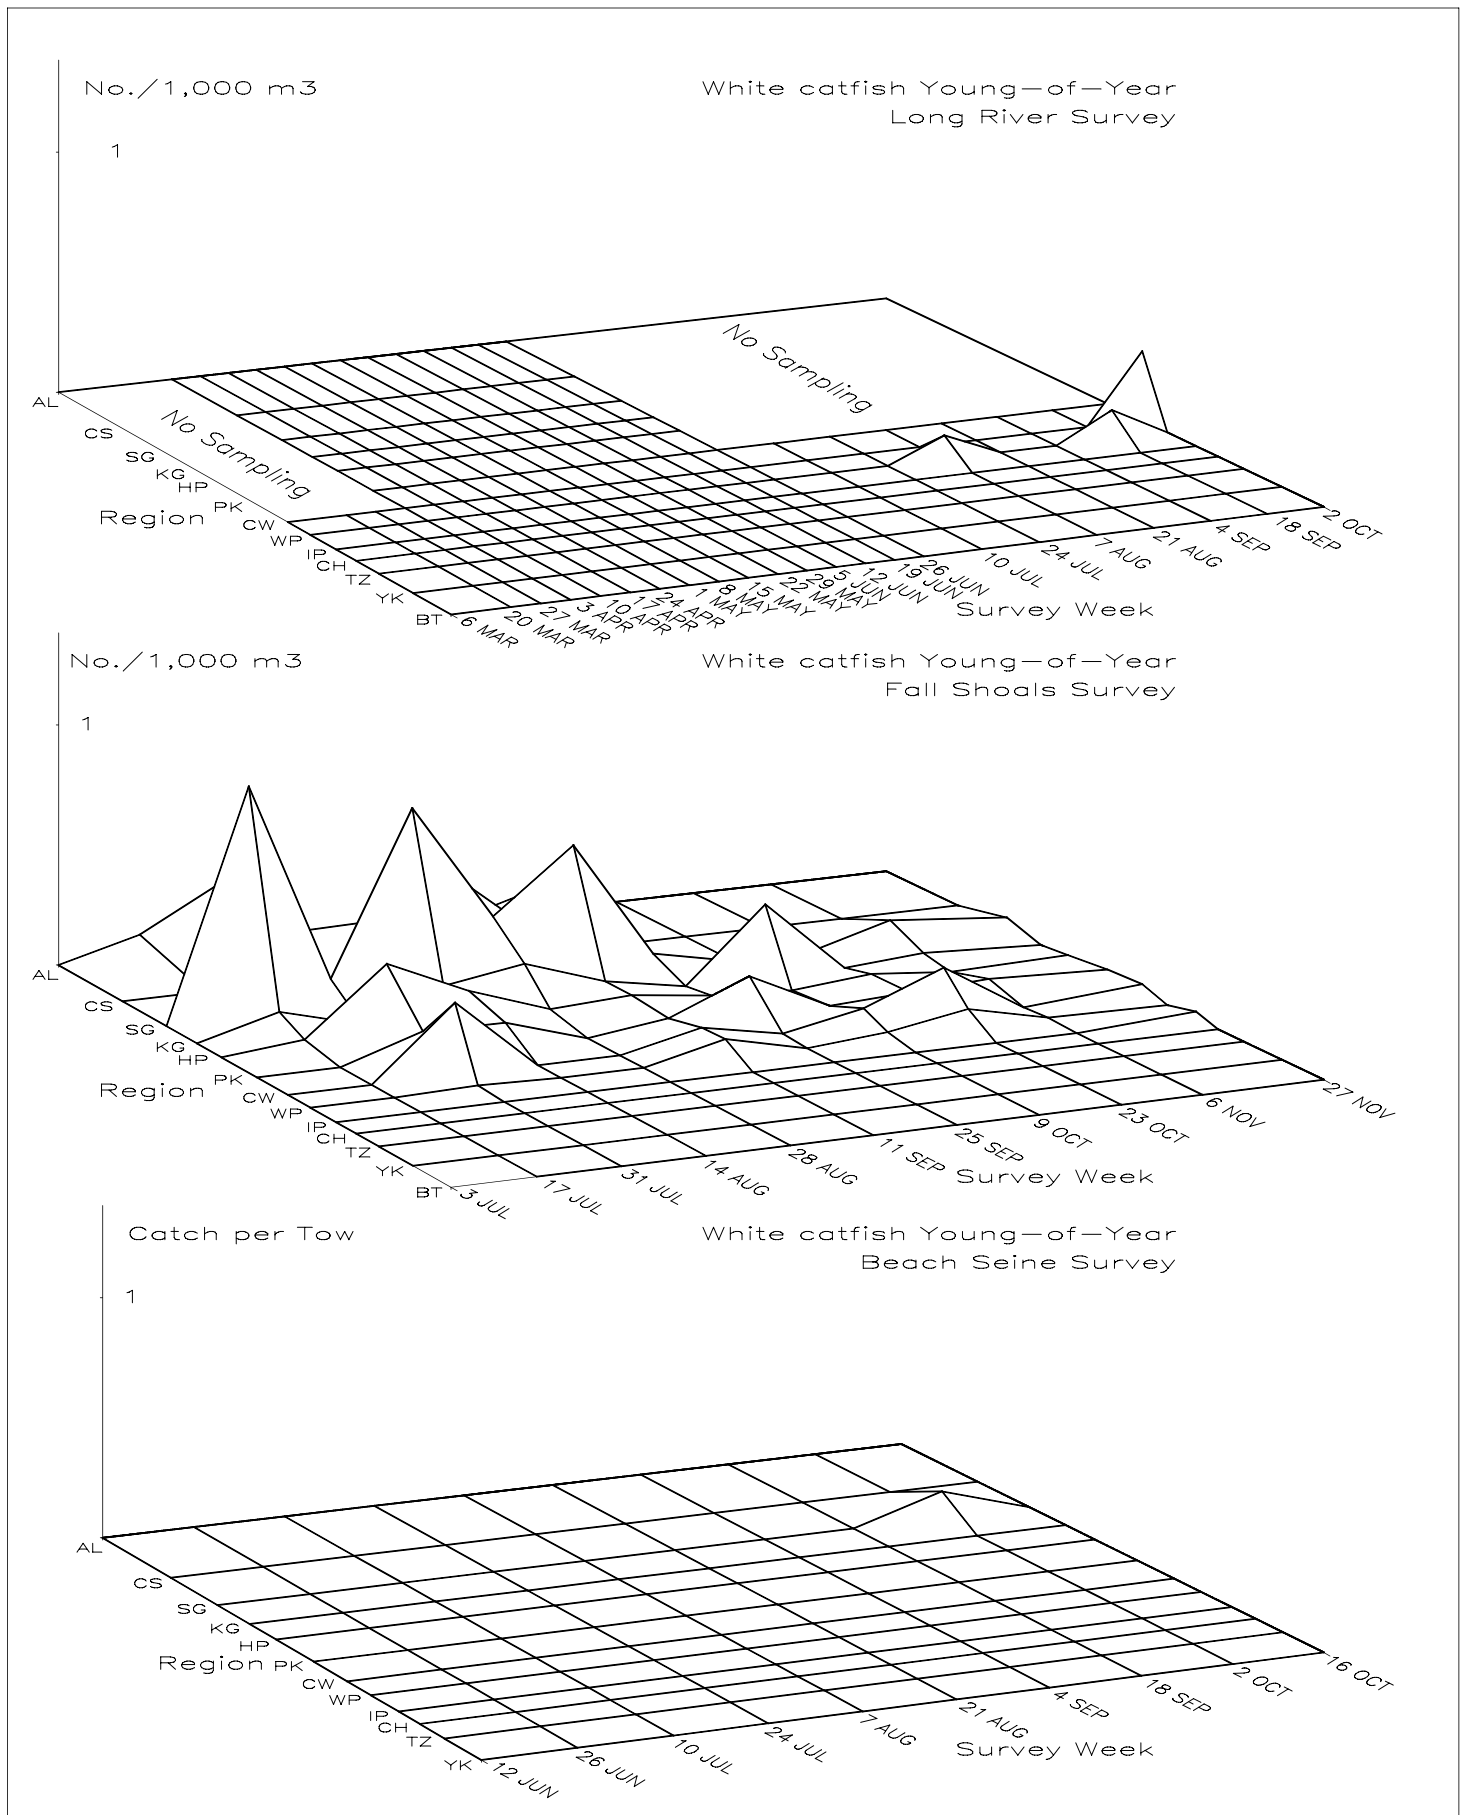 No./1,000 m3
White catfish Young-of-Year
Long River Survey
1
No Sampling
AL
CS
SG
KG
HP
PK
CW
WP
IP
CH
TZ
YK
BT
No Sampling
Region
6 MAR
20 MAR
27 MAR
3 APR
10 APR
17 APR
24 APR
1 MAY
8 MAY
15 MAY
22 MAY
29 MAY
5 JUN
12 JUN
19 JUN
26 JUN
10 JUL
24 JUL
7 AUG
21 AUG
4 SEP
18 SEP
2 OCT
Survey Week
No./1,000 m3
White catfish Young-of-Year
Fall Shoals Survey
1
AL
CS
SG
KG
HP
PK
CW
WP
IP
CH
TZ
YK
BT
Region
3 JUL
17 JUL
31 JUL
14 AUG
28 AUG
11 SEP
25 SEP
9 OCT
23 OCT
6 NOV
27 NOV
Survey Week
Catch per Tow
White catfish Young-of-Year
Beach Seine Survey
1
AL
CS
SG
KG
HP
PK
CW
WP
IP
CH
TZ
YK
Region
12 JUN
26 JUN
10 JUL
24 JUL
7 AUG
21 AUG
4 SEP
18 SEP
2 OCT
16 OCT
Survey Week